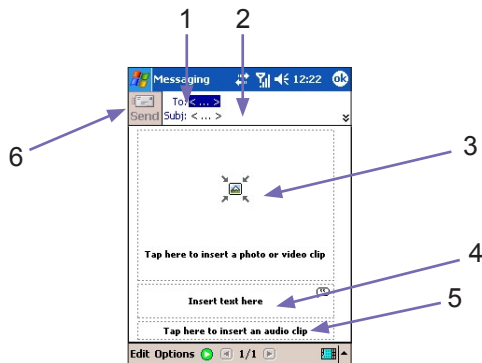 1 2
Messaging 12:22 ok
To: < ... >
Send Subj: < ... >
6
3
Tap here to insert a photo or video clip
4
Insert text here
5
Tap here to insert an audio clip
Edit Options 1/1